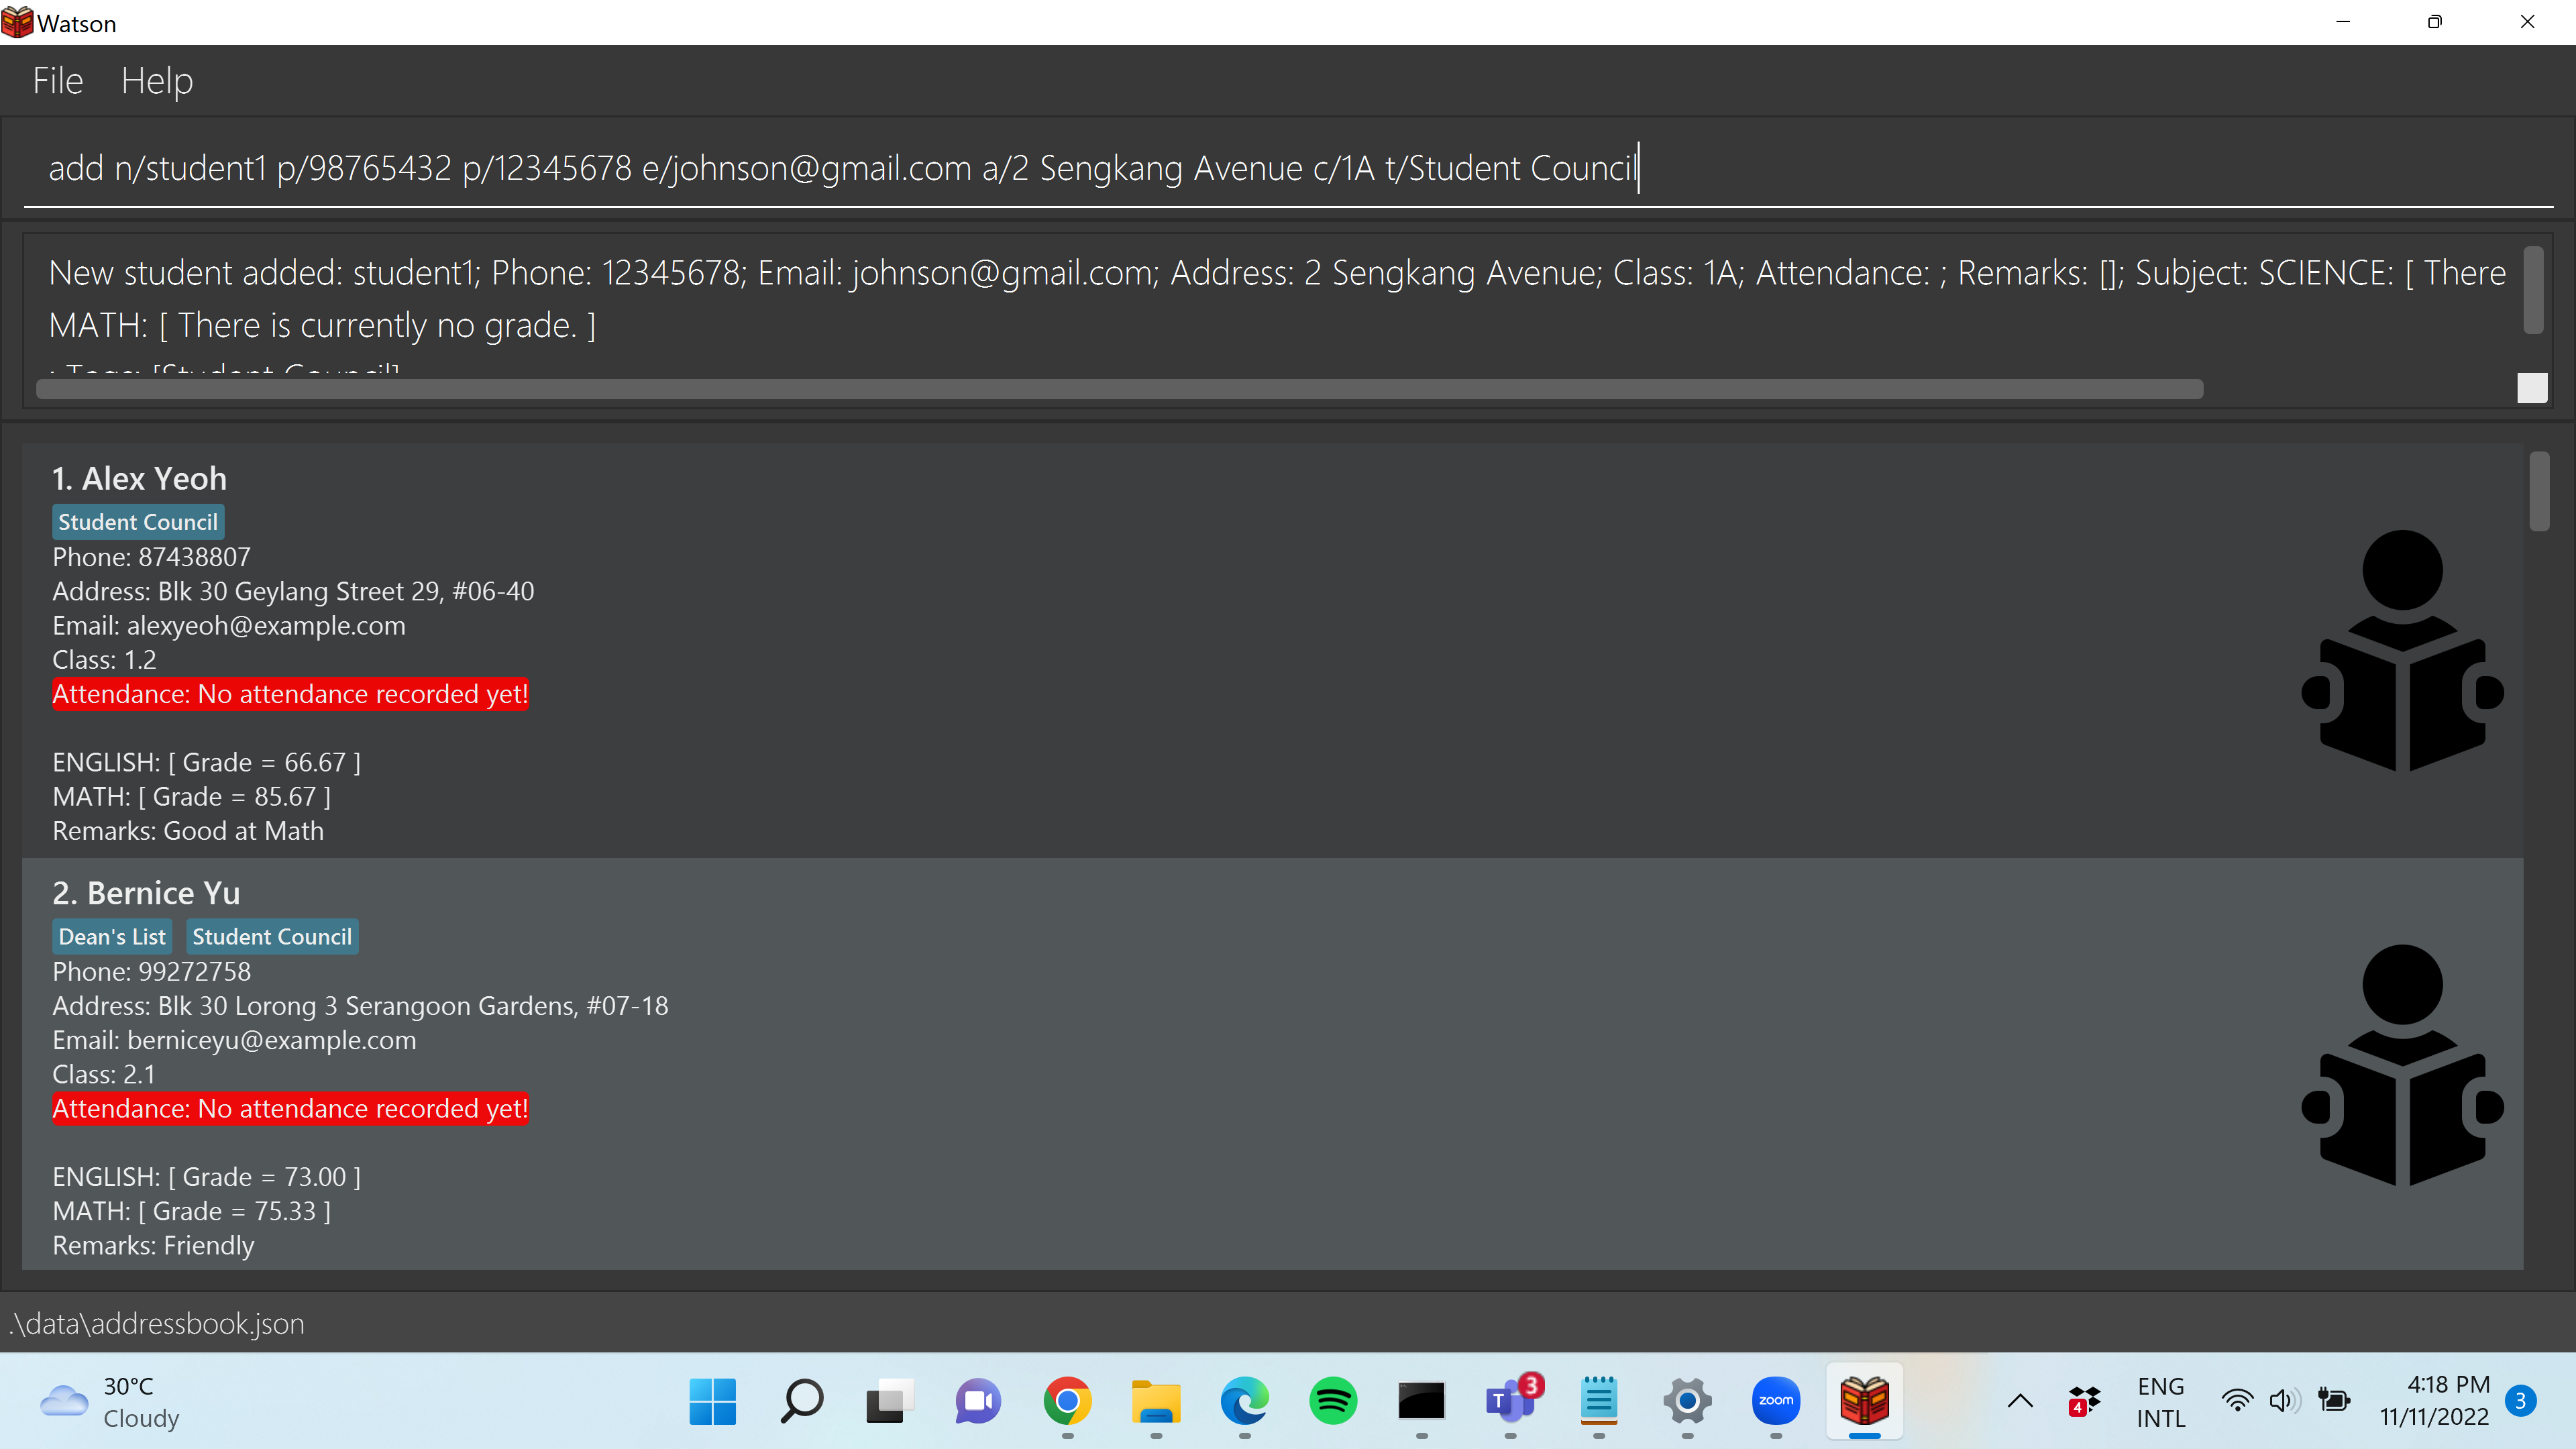 Watson
File Help
add n/student1 p/98765432 p/12345678 e/johnson@gmail.com a/2 Sengkang Avenue c/1A t/Student Council
New student added: student1; Phone: 12345678; Email: johnson@gmail.com; Address: 2 Sengkang Avenue; Class: 1A; Attendance: ; Remarks: []; Subject: SCIENCE: [ There
MATH: [ There is currently no grade. ]
; Tags: [Student Council]
1. Alex Yeoh
Student Council
Phone: 87438807
Address: Blk 30 Geylang Street 29, #06-40
Email: alexyeoh@example.com
Class: 1.2
Attendance: No attendance recorded yet!
ENGLISH: [ Grade = 66.67 ]
MATH: [ Grade = 85.67 ]
Remarks: Good at Math
2. Bernice Yu
Dean's List Student Council
Phone: 99272758
Address: Blk 30 Lorong 3 Serangoon Gardens, #07-18
Email: berniceyu@example.com
Class: 2.1
Attendance: No attendance recorded yet!
ENGLISH: [ Grade = 73.00 ]
MATH: [ Grade = 75.33 ]
Remarks: Friendly
.\data\addressbook.json
30°C
Cloudy
T 3
zoom
4
ENG
INTL
4:18 PM
11/11/2022
3